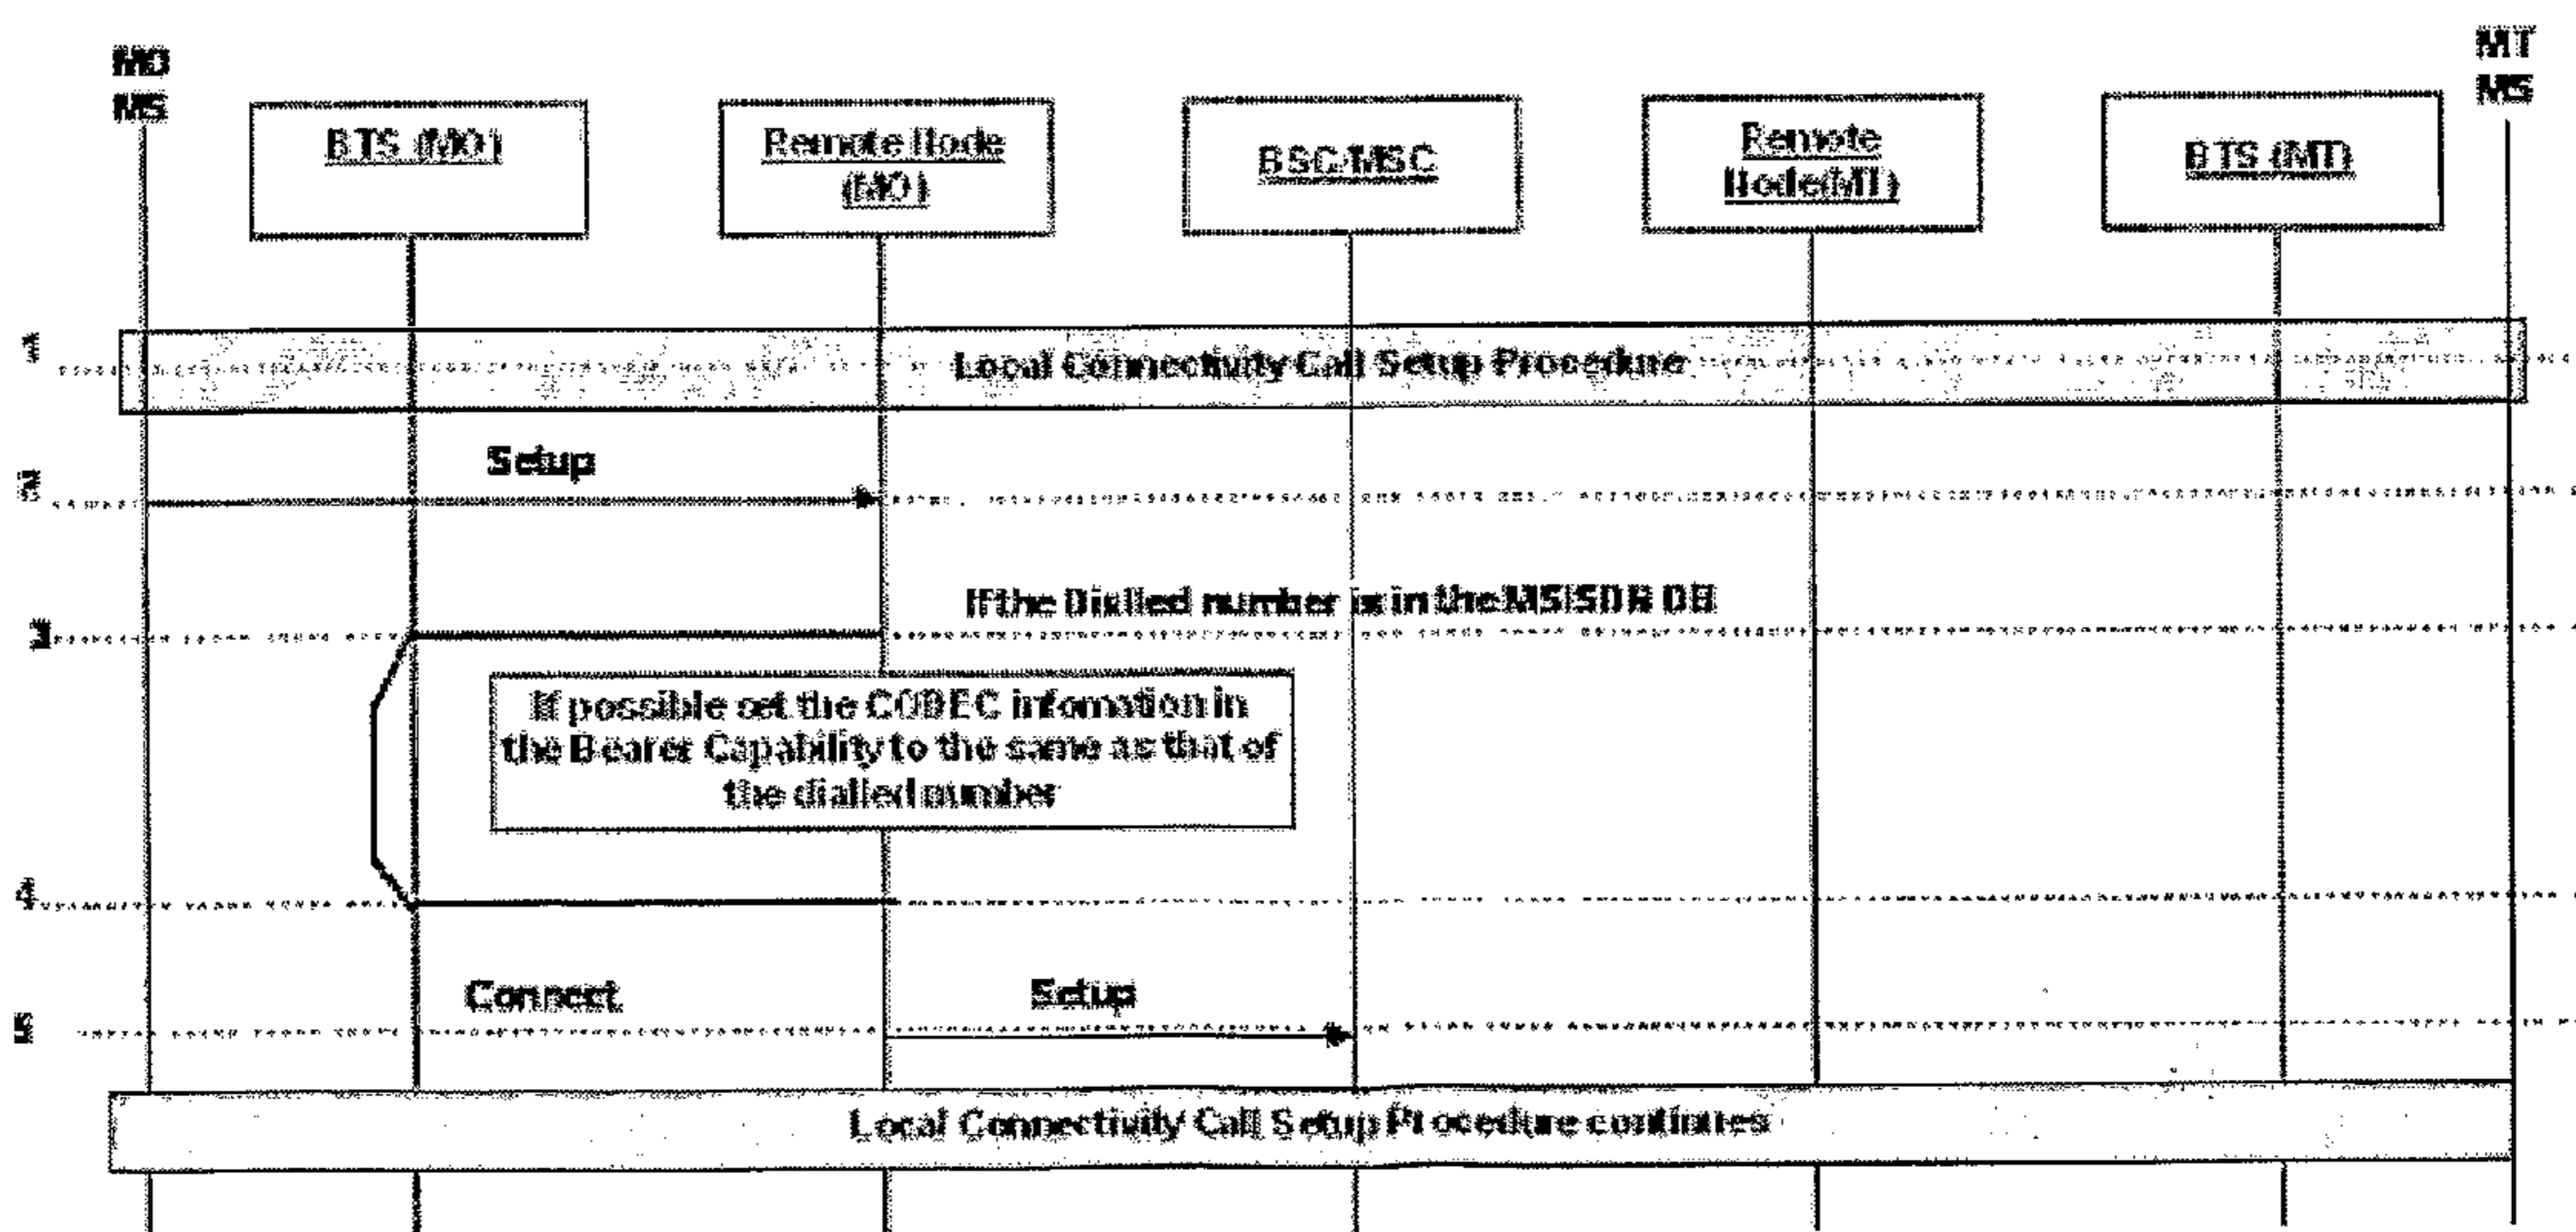 MO
MS
MT
MS
BTS (MO)
Remote Node
(MO)
BSC/MSC
Remote
Node(MT)
BTS (MT)
1
Local Connectivity Call Setup Procedure
Setup
2
If the Dialled number is in the MSISDN DB
3
If possible set the CODEC infomation in
the Bearer Capability to the same as that of
the dialled number
4
Connect
Setup
5
Local Connectivity Call Setup Procedure continues